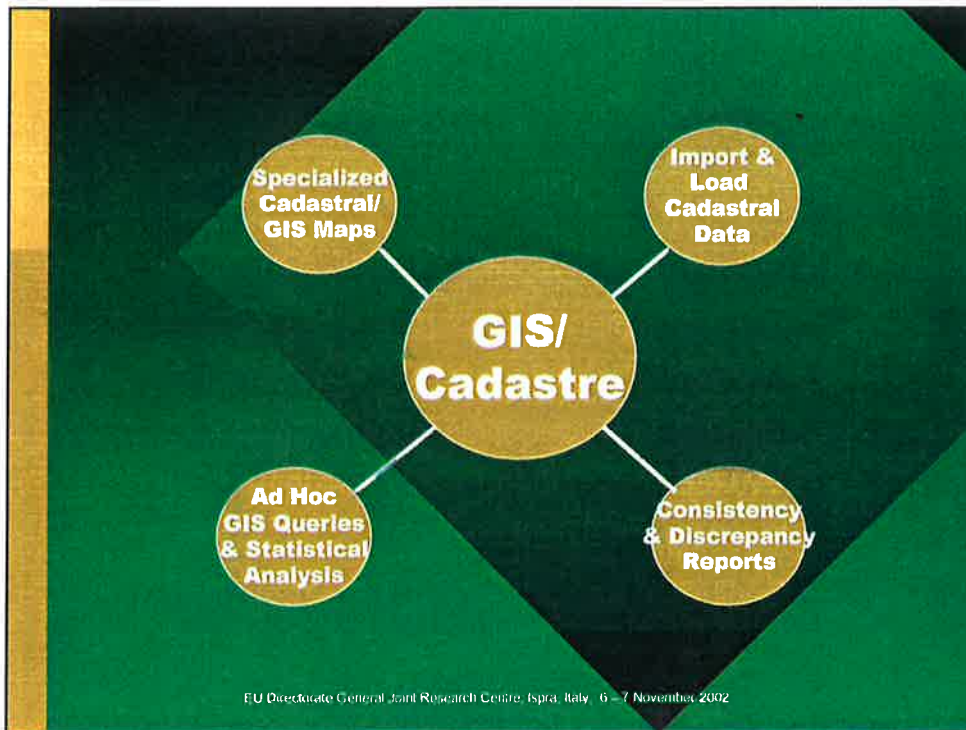 Specialized
Cadastral/
GIS Maps
Import &
Load
Cadastral
Data
GIS/
Cadastre
Ad Hoc
GIS Queries
& Statistical
Analysis
Consistency
& Discrepancy
Reports
EU Directorate General Joint Research Centre, Ispra, Italy, 6 – 7 November 2002